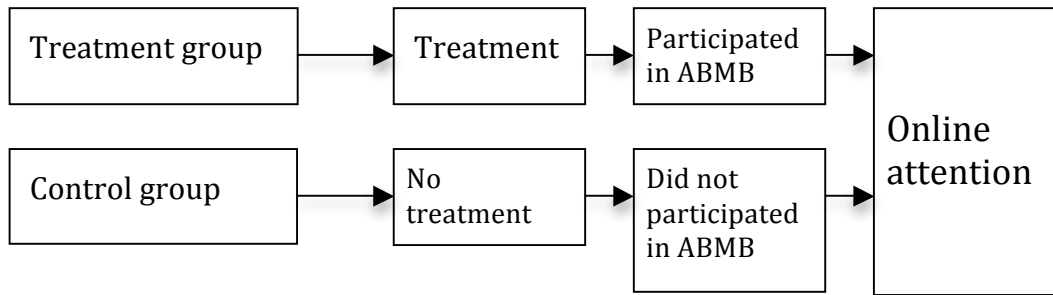 Treatment group
Treatment
Participated
in ABMB
Online
attention
Control group
No
treatment
Did not
participated
in ABMB